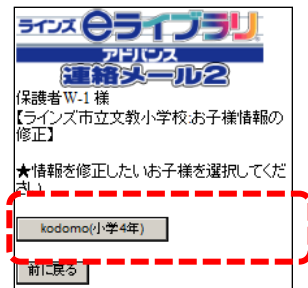 ラインズeライブラリ
アドバンス
連絡メール2
保護者W-1 様
【ラインズ市立文教小学校:お子様情報の
修正】
★情報を修正したいお子様を選択してくだ
さい
kodomo(小学4年)
前に戻る